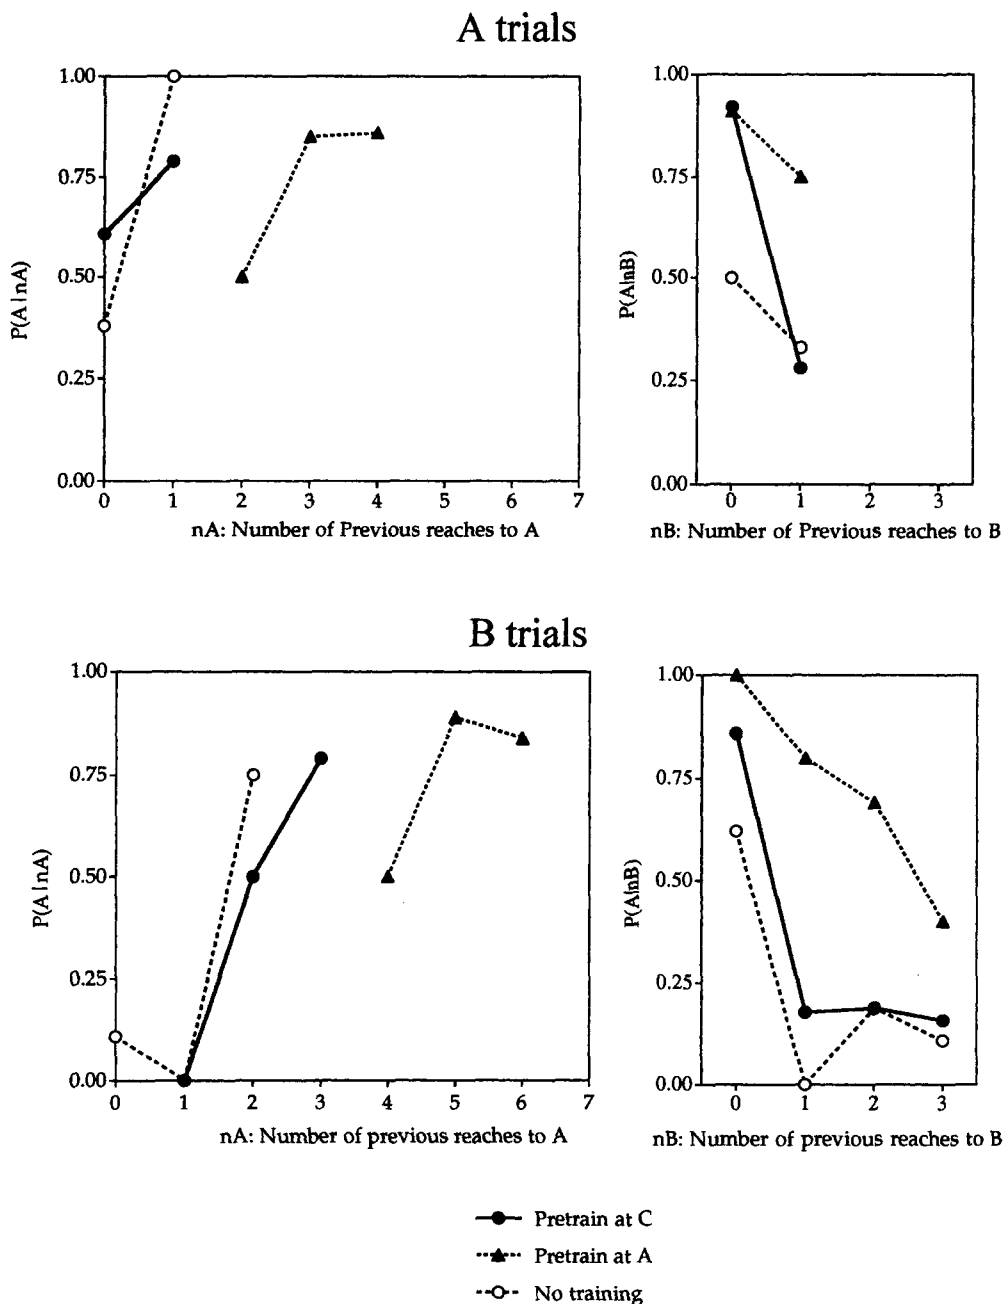 A trials
1.00
0.75
0.50
0.25
0.00
P(A|nA)
0 1 2 3 4 5 6 7
nA: Number of Previous reaches to A
1.00
0.75
0.50
0.25
0.00
P(A|nB)
0 1 2 3
nB: Number of Previous reaches to B
B trials
1.00
0.75
0.50
0.25
0.00
P(A|nA)
0 1 2 3 4 5 6 7
nA: Number of previous reaches to A
1.00
0.75
0.50
0.25
0.00
P(A|nB)
0 1 2 3
nB: Number of previous reaches to B
Pretrain at C
Pretrain at A
No training